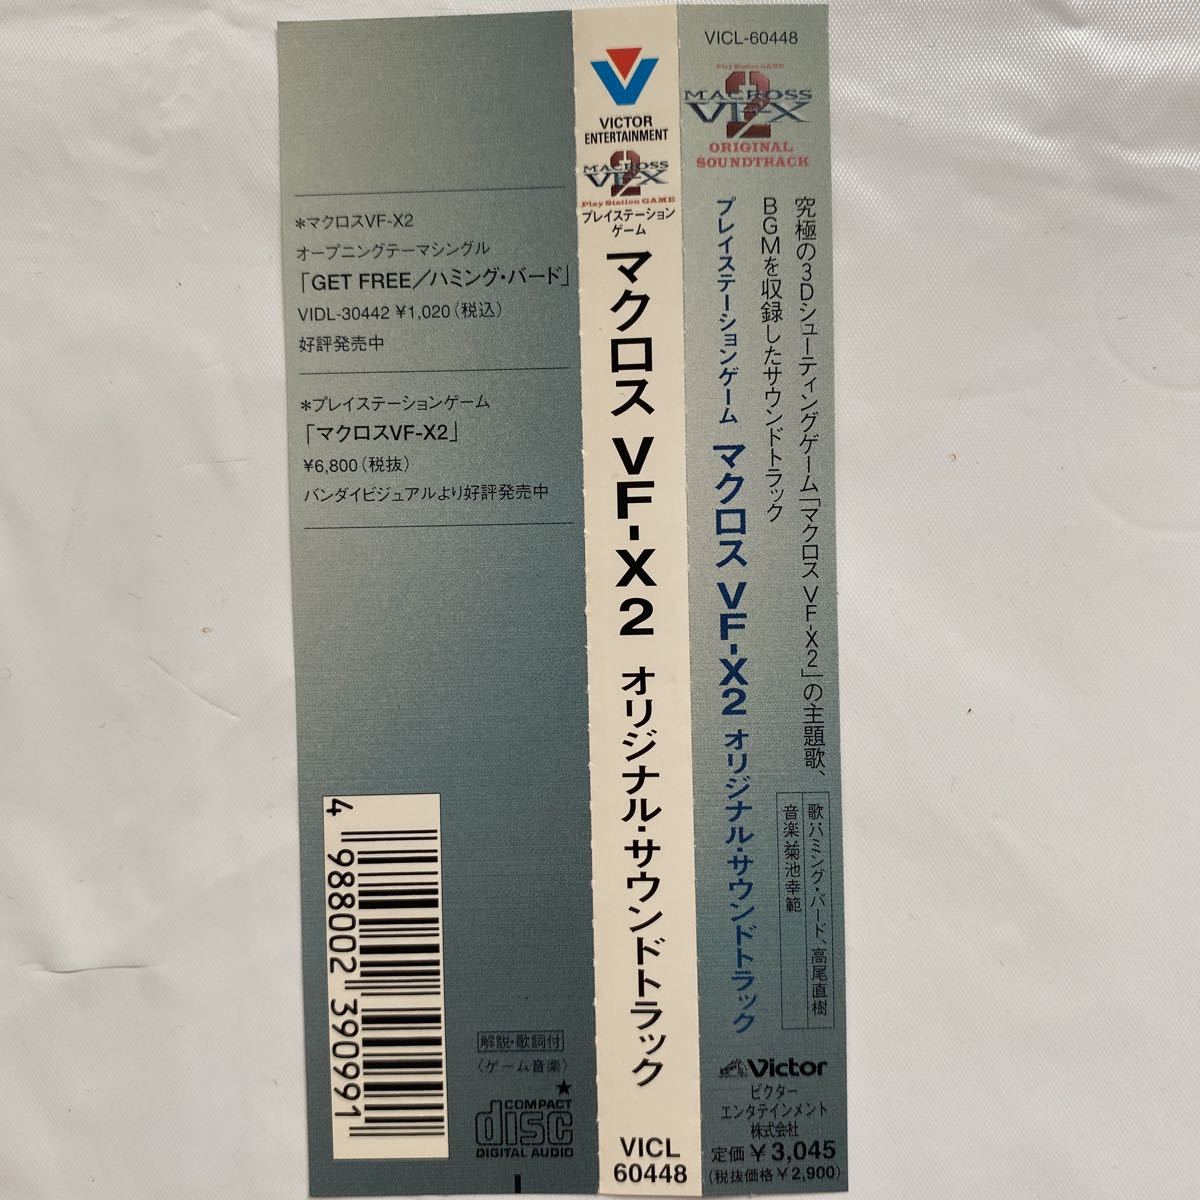 VICL-60448
Play Station GAME
MACROSS
VF-X
2
ORIGINAL
SOUNDTRACK
究極の3Dシューティングゲーム「マクロス VF-X2」の主題歌、
BGMを収録したサウンドトラック
プレイステーションゲーム マクロス VF-X2 オリジナル・サウンドトラック
歌:ハミング・バード、高尾直樹
音楽:菊池幸範
Victor
ビクター
エンタテインメント
株式会社
定価￥3,045
(税抜価格￥2,900)
VICTOR
ENTERTAINMENT
MACROSS
VF-X
2
Play Station GAME
プレイステーション
ゲーム
マクロス VF-X2 オリジナル・サウンドトラック
VICL
60448
＊マクロスVF-X2
オープニングテーマシングル
「GET FREE／ハミング・バード」
VIDL-30442 ¥1,020(税込)
好評発売中
＊プレイステーションゲーム
「マクロスVF-X2」
¥6,800(税抜)
バンダイビジュアルより好評発売中
4 988002 390991
解説・歌詞付
〈ゲーム音楽〉
★
COMPACT
disc
DIGITAL AUDIO